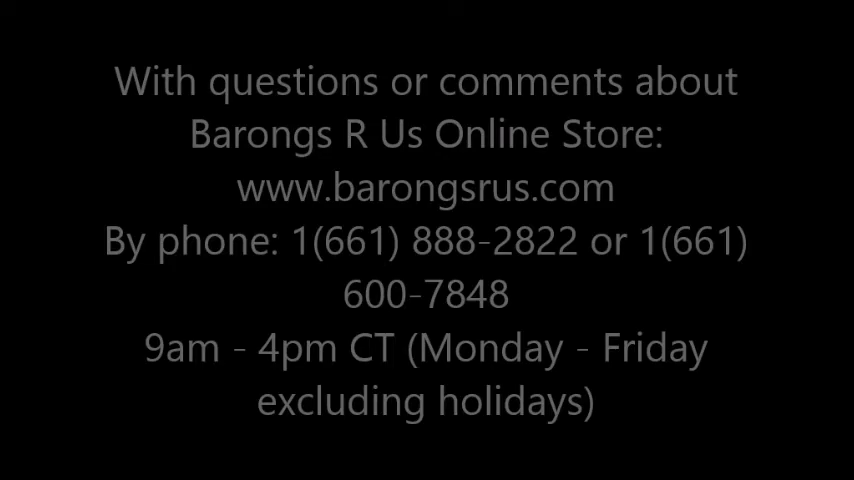 With questions or comments about
Barongs R Us Online Store:
www.barongsrus.com
By phone: 1(661) 888-2822 or 1(661)
600-7848
9am - 4pm CT (Monday - Friday
excluding holidays)